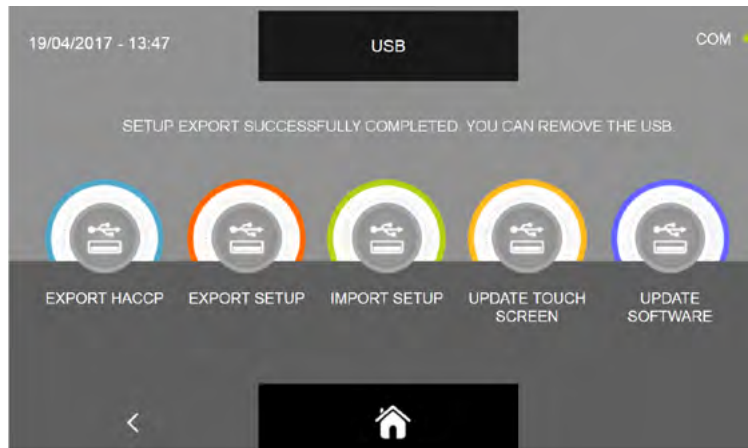 19/04/2017 - 13:47
USB
COM
SETUP EXPORT SUCCESSFULLY COMPLETED. YOU CAN REMOVE THE USB.
EXPORT HACCP
EXPORT SETUP
IMPORT SETUP
UPDATE TOUCH
SCREEN
UPDATE
SOFTWARE